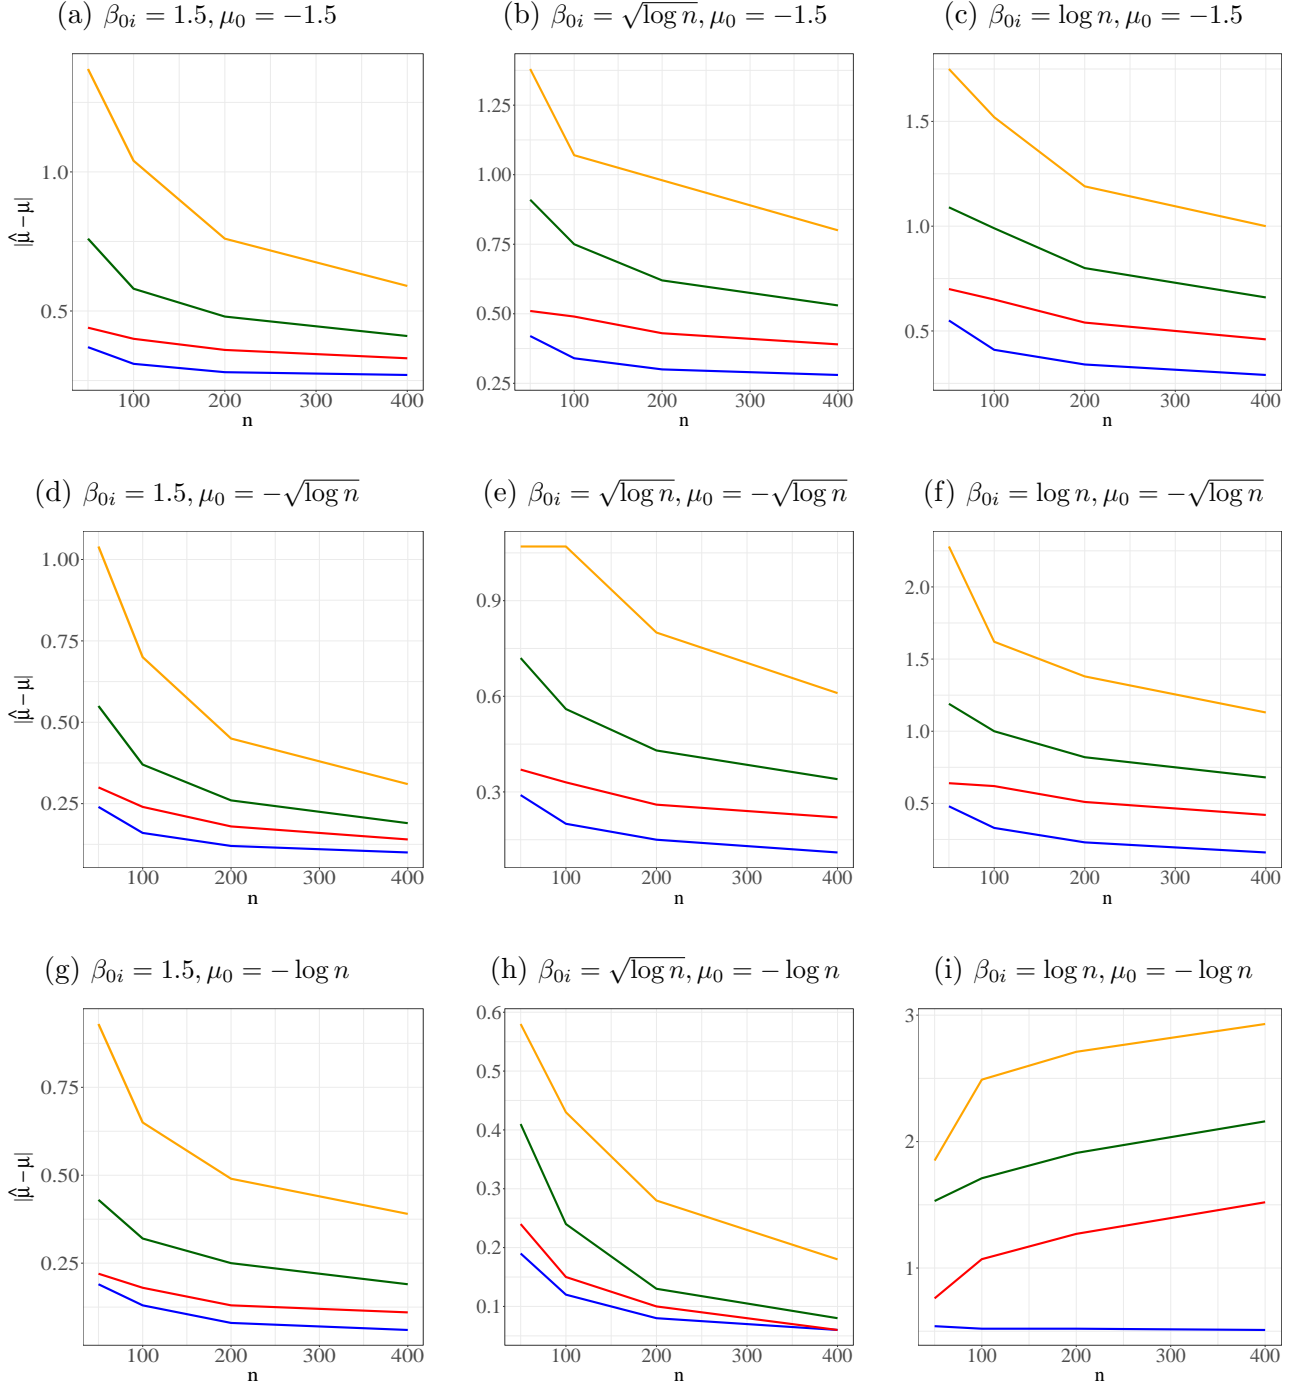 (a) β₀ᵢ = 1.5, μ₀ = −1.5
(b) β₀ᵢ = √(log n), μ₀ = −1.5
(c) β₀ᵢ = log n, μ₀ = −1.5
|μ̂ − μ|
1.0
0.5
100 200 300 400
n
1.25
1.00
0.75
0.50
0.25
100 200 300 400
n
1.5
1.0
0.5
100 200 300 400
n
(d) β₀ᵢ = 1.5, μ₀ = −√(log n)
(e) β₀ᵢ = √(log n), μ₀ = −√(log n)
(f) β₀ᵢ = log n, μ₀ = −√(log n)
|μ̂ − μ|
1.00
0.75
0.50
0.25
100 200 300 400
n
0.9
0.6
0.3
100 200 300 400
n
2.0
1.5
1.0
0.5
100 200 300 400
n
(g) β₀ᵢ = 1.5, μ₀ = − log n
(h) β₀ᵢ = √(log n), μ₀ = − log n
(i) β₀ᵢ = log n, μ₀ = − log n
|μ̂ − μ|
0.75
0.50
0.25
100 200 300 400
n
0.6
0.5
0.4
0.3
0.2
0.1
100 200 300 400
n
3
2
1
100 200 300 400
n